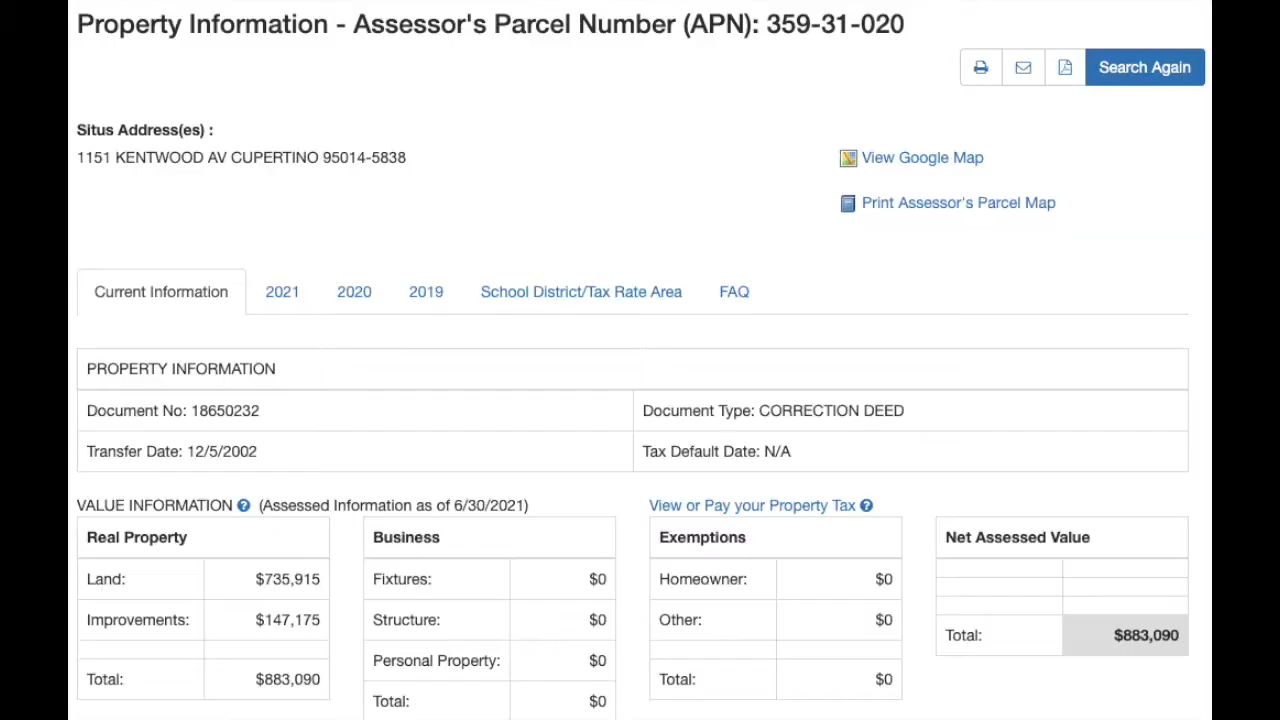 Property Information - Assessor's Parcel Number (APN): 359-31-020
Search Again
Situs Address(es) :
1151 KENTWOOD AV CUPERTINO 95014-5838
View Google Map
Print Assessor's Parcel Map
Current Information 2021 2020 2019 School District/Tax Rate Area FAQ
PROPERTY INFORMATION
Document No: 18650232 Document Type: CORRECTION DEED
Transfer Date: 12/5/2002 Tax Default Date: N/A
VALUE INFORMATION ? (Assessed Information as of 6/30/2021) View or Pay your Property Tax ?
Real Property
Land: $735,915
Improvements: $147,175
Total: $883,090
Business
Fixtures: $0
Structure: $0
Personal Property: $0
Total: $0
Exemptions
Homeowner: $0
Other: $0
Total: $0
Net Assessed Value
Total: $883,090